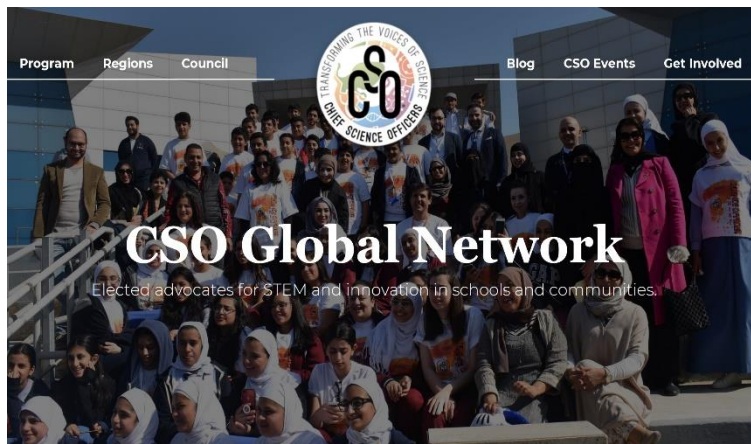 Program
Regions
Council
TRANSFORMING THE VOICES OF SCIENCE
CSO
CHIEF SCIENCE OFFICERS
Blog
CSO Events
Get Involved
CSO Global Network
Elected advocates for STEM and innovation in schools and communities.